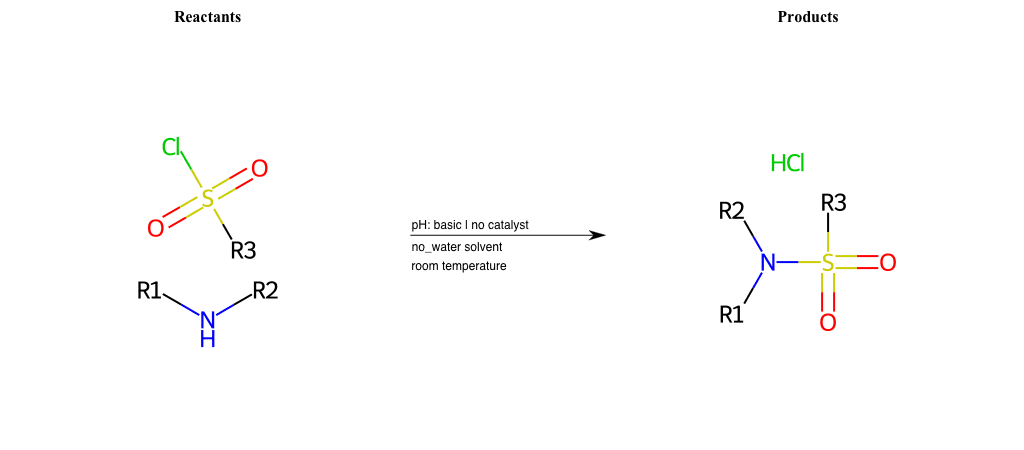 Reactants
Products
Cl
O
S
O
R3
R1
R2
N
H
pH: basic | no catalyst
no_water solvent
room temperature
HCl
R2
R3
N
S
O
R1
O